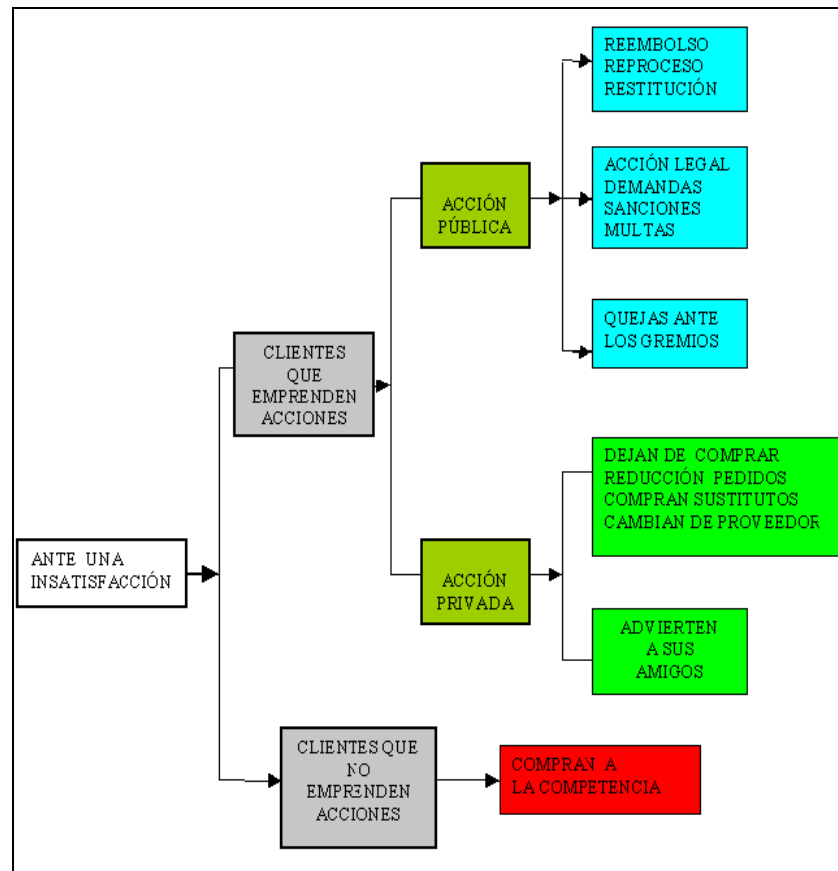 REEMBOLSO
REPROCESO
RESTITUCIÓN
ACCIÓN LEGAL
DEMANDAS
SANCIONES
MULTAS
ACCIÓN
PÚBLICA
QUEJAS ANTE
LOS GREMIOS
CLIENTES
QUE
EMPRENDEN
ACCIONES
DEJAN DE COMPRAR
REDUCCIÓN PEDIDOS
COMPRAN SUSTITUTOS
CAMBIAN DE PROVEEDOR
ANTE UNA
INSATISFACCIÓN
ACCIÓN
PRIVADA
ADVIERTEN
A SUS
AMIGOS
CLIENTES QUE
NO
EMPRENDEN
ACCIONES
COMPRAN A
LA COMPETENCIA